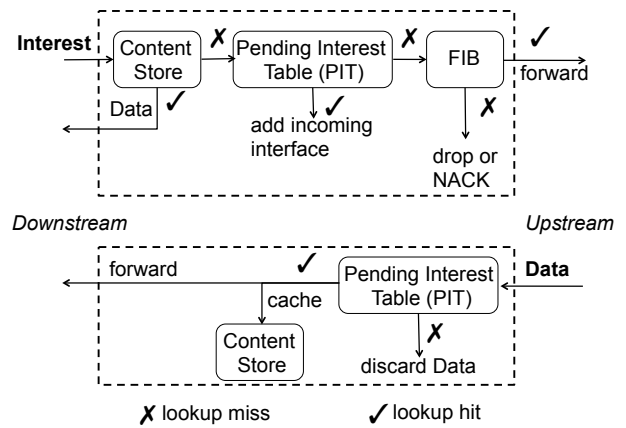 Interest
Content
Store
Pending Interest
Table (PIT)
FIB
forward
Data
add incoming
interface
drop or
NACK
Downstream
Upstream
forward
Pending Interest
Table (PIT)
Data
cache
Content
Store
discard Data
✗ lookup miss
✓ lookup hit